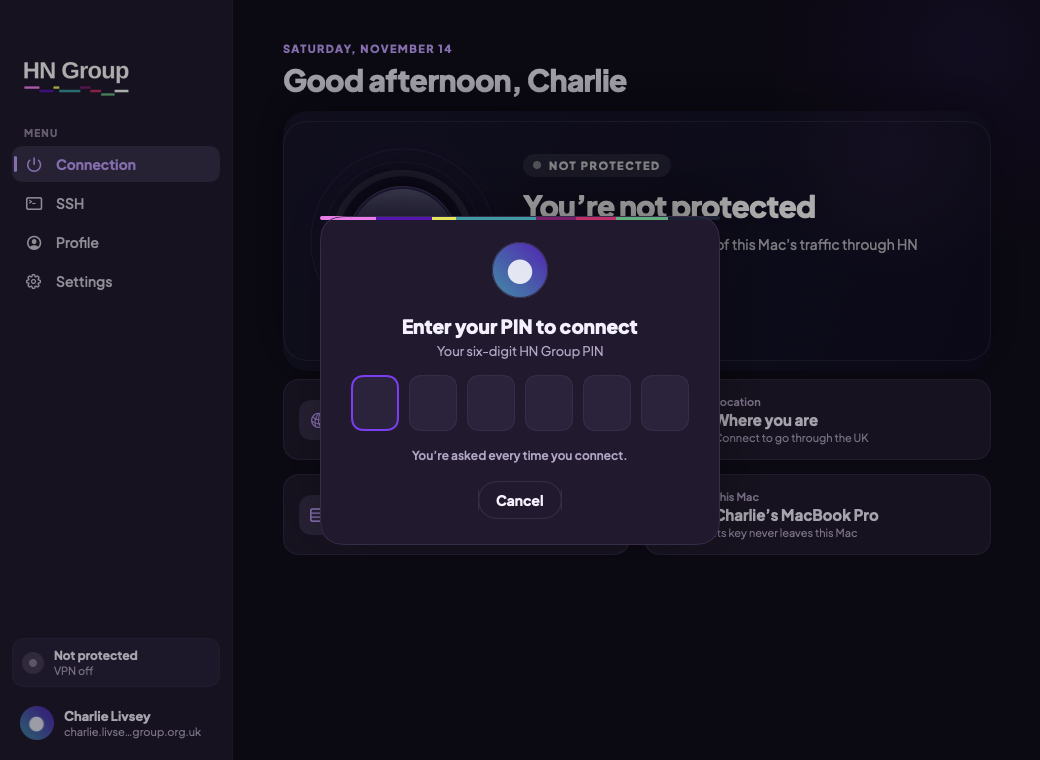 HN Group
MENU
Connection
SSH
Profile
Settings
Not protected
VPN off
Charlie Livsey
charlie.livse…group.org.uk
SATURDAY, NOVEMBER 14
Good afternoon, Charlie
NOT PROTECTED
You’re not protected
of this Mac’s traffic through HN
Enter your PIN to connect
Your six-digit HN Group PIN
You’re asked every time you connect.
Cancel
ocation
Where you are
Connect to go through the UK
his Mac
Charlie’s MacBook Pro
ts key never leaves this Mac